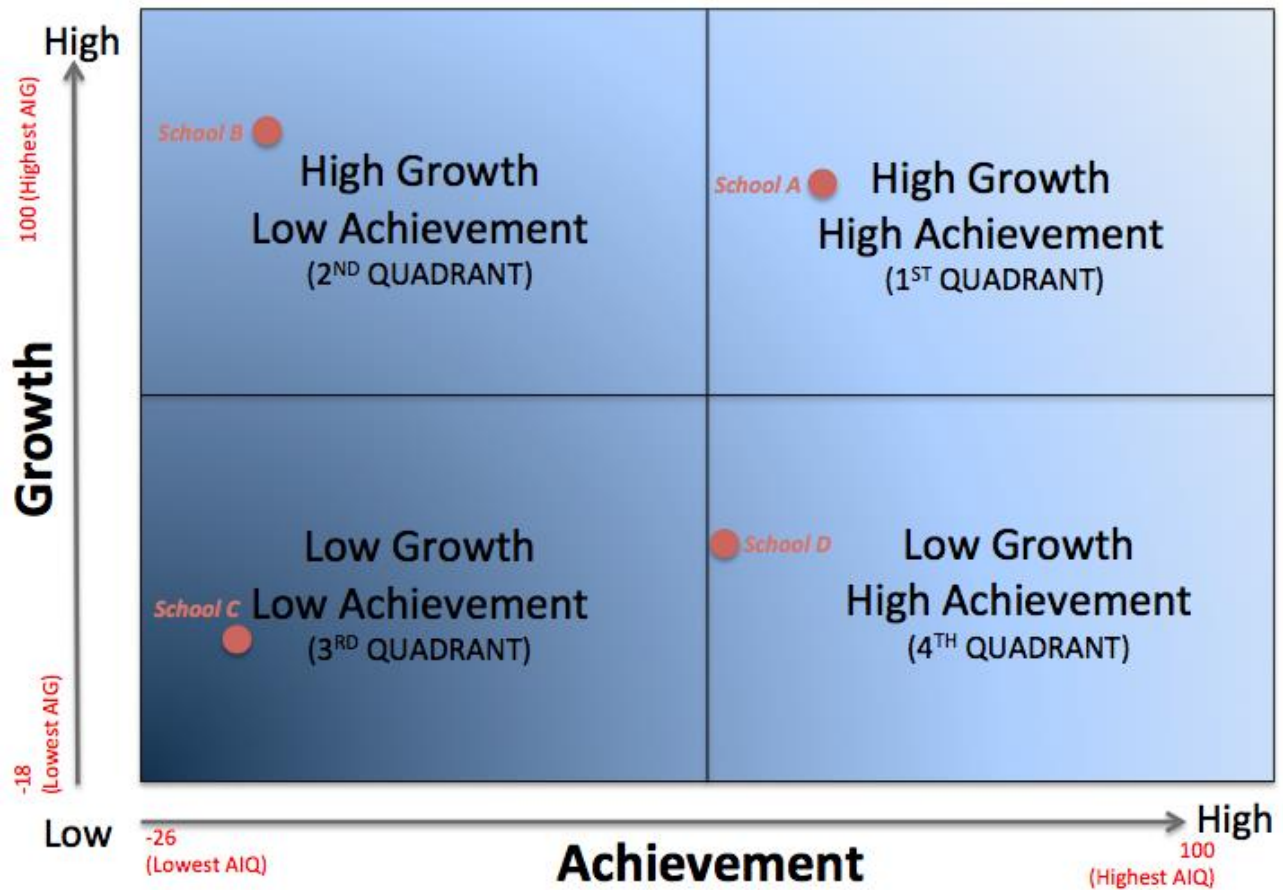 High
100 (Highest AIG)
School B
High Growth
Low Achievement
(2ND QUADRANT)
School A
High Growth
High Achievement
(1ST QUADRANT)
Growth
Low Growth
Low Achievement
(3RD QUADRANT)
School C
School D
Low Growth
High Achievement
(4TH QUADRANT)
-18
(Lowest AIG)
Low
-26
(Lowest AIQ)
Achievement
High
100
(Highest AIQ)